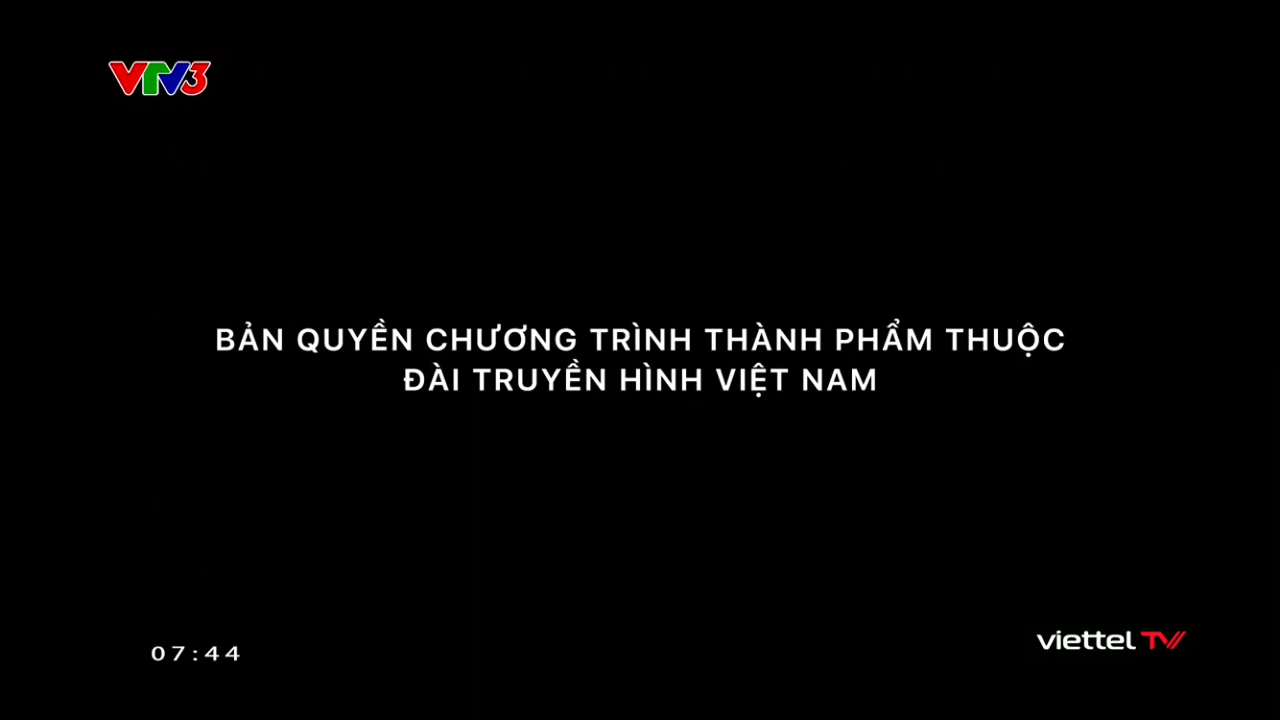 VTV3
BẢN QUYỀN CHƯƠNG TRÌNH THÀNH PHẨM THUỘC
ĐÀI TRUYỀN HÌNH VIỆT NAM
07:44
viettel TV